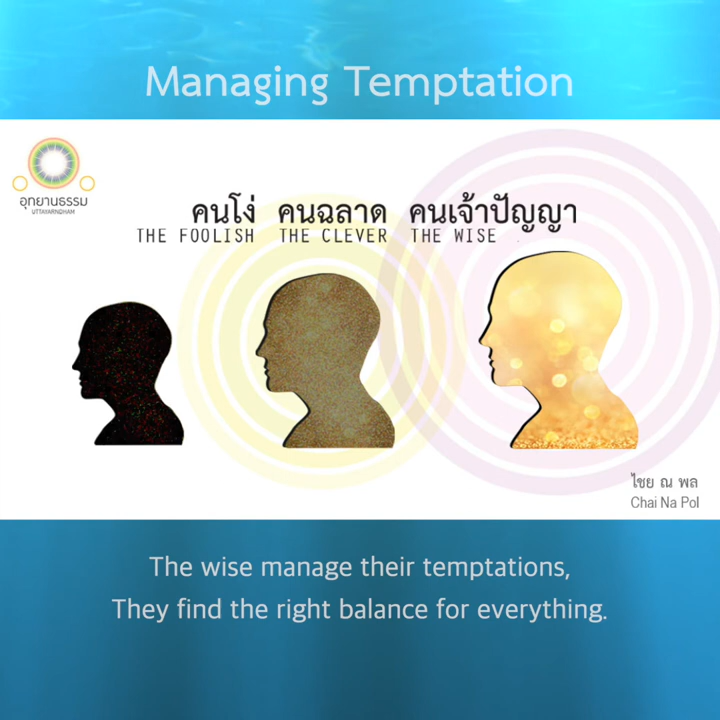 Managing Temptation
อุทยานธรรม
UTTAYARNDHAM
คนโง่ คนฉลาด คนเจ้าปัญญา
THE FOOLISH THE CLEVER THE WISE
ไชย ณ พล
Chai Na Pol
The wise manage their temptations,
They find the right balance for everything.